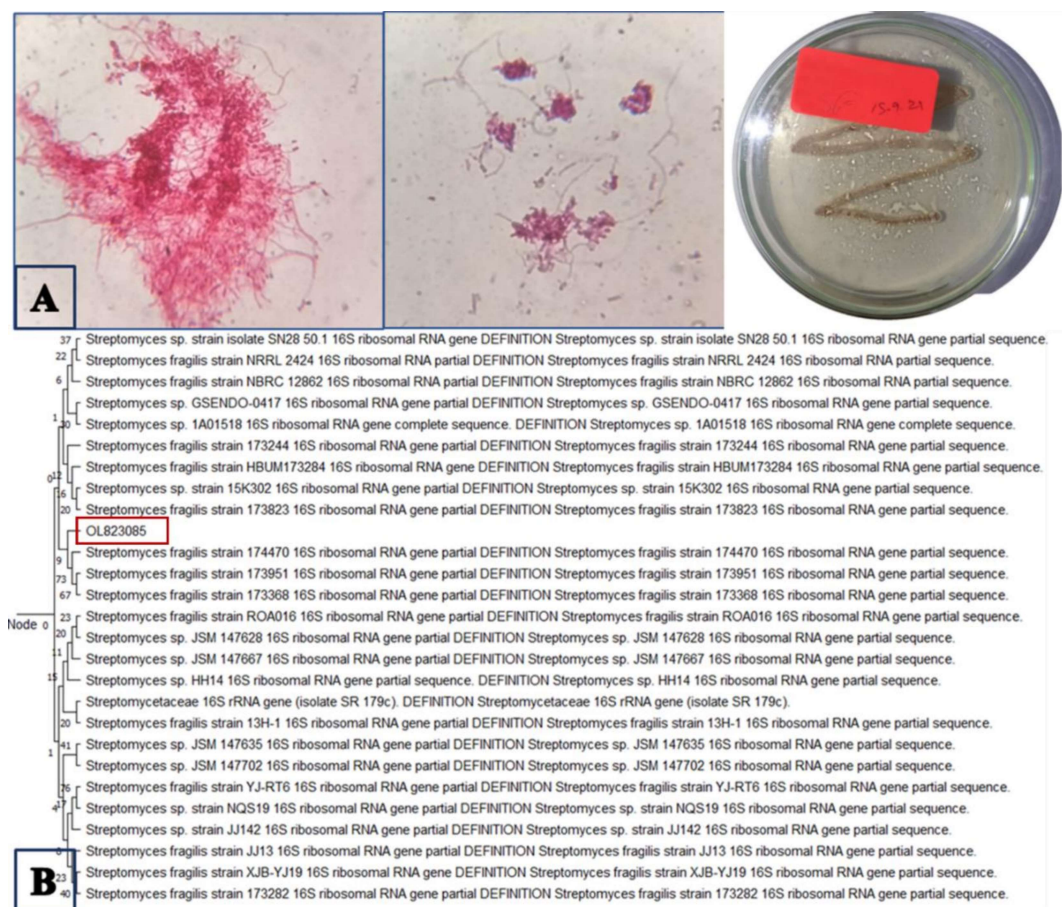 15.9.21
A
37 Streptomyces sp. strain isolate SN28 50.1 16S ribosomal RNA gene DEFINITION Streptomyces sp. strain isolate SN28 50.1 16S ribosomal RNA gene partial sequence.
22 Streptomyces fragilis strain NRRL 2424 16S ribosomal RNA partial DEFINITION Streptomyces fragilis strain NRRL 2424 16S ribosomal RNA partial sequence.
6 Streptomyces fragilis strain NBRC 12862 16S ribosomal RNA partial DEFINITION Streptomyces fragilis strain NBRC 12862 16S ribosomal RNA partial sequence.
Streptomyces sp. GSENDO-0417 16S ribosomal RNA gene partial DEFINITION Streptomyces sp. GSENDO-0417 16S ribosomal RNA gene partial sequence.
1
30 Streptomyces sp. 1A01518 16S ribosomal RNA gene complete sequence. DEFINITION Streptomyces sp. 1A01518 16S ribosomal RNA gene complete sequence.
Streptomyces fragilis strain 173244 16S ribosomal RNA gene partial DEFINITION Streptomyces fragilis strain 173244 16S ribosomal RNA gene partial sequence.
Streptomyces fragilis strain HBUM173284 16S ribosomal RNA gene DEFINITION Streptomyces fragilis strain HBUM173284 16S ribosomal RNA gene partial sequence.
0 12
16 Streptomyces sp. strain 15K302 16S ribosomal RNA gene partial DEFINITION Streptomyces sp. strain 15K302 16S ribosomal RNA gene partial sequence.
20 Streptomyces fragilis strain 173823 16S ribosomal RNA gene partial DEFINITION Streptomyces fragilis strain 173823 16S ribosomal RNA gene partial sequence.
OL823085
Streptomyces fragilis strain 174470 16S ribosomal RNA gene partial DEFINITION Streptomyces fragilis strain 174470 16S ribosomal RNA gene partial sequence.
9
73 Streptomyces fragilis strain 173951 16S ribosomal RNA gene partial DEFINITION Streptomyces fragilis strain 173951 16S ribosomal RNA gene partial sequence.
67 Streptomyces fragilis strain 173368 16S ribosomal RNA gene partial DEFINITION Streptomyces fragilis strain 173368 16S ribosomal RNA gene partial sequence.
23 Streptomyces fragilis strain ROA016 16S ribosomal RNA gene partial DEFINITION Streptomyces fragilis strain ROA016 16S ribosomal RNA gene partial sequence.
Node 0
20 Streptomyces sp. JSM 147628 16S ribosomal RNA gene partial DEFINITION Streptomyces sp. JSM 147628 16S ribosomal RNA gene partial sequence.
11 Streptomyces sp. JSM 147667 16S ribosomal RNA gene partial DEFINITION Streptomyces sp. JSM 147667 16S ribosomal RNA gene partial sequence.
15 Streptomyces sp. HH14 16S ribosomal RNA gene partial sequence. DEFINITION Streptomyces sp. HH14 16S ribosomal RNA gene partial sequence.
Streptomycetaceae 16S rRNA gene (isolate SR 179c). DEFINITION Streptomycetaceae 16S rRNA gene (isolate SR 179c).
20 Streptomyces fragilis strain 13H-1 16S ribosomal RNA gene partial DEFINITION Streptomyces fragilis strain 13H-1 16S ribosomal RNA gene partial sequence.
1 41 Streptomyces sp. JSM 147635 16S ribosomal RNA gene partial DEFINITION Streptomyces sp. JSM 147635 16S ribosomal RNA gene partial sequence.
Streptomyces sp. JSM 147702 16S ribosomal RNA gene partial DEFINITION Streptomyces sp. JSM 147702 16S ribosomal RNA gene partial sequence.
76 Streptomyces fragilis strain YJ-RT6 16S ribosomal RNA gene partial DEFINITION Streptomyces fragilis strain YJ-RT6 16S ribosomal RNA gene partial sequence.
4 17 Streptomyces sp. strain NQS19 16S ribosomal RNA gene partial DEFINITION Streptomyces sp. strain NQS19 16S ribosomal RNA gene partial sequence.
Streptomyces sp. strain JJ142 16S ribosomal RNA gene partial DEFINITION Streptomyces sp. strain JJ142 16S ribosomal RNA gene partial sequence.
Streptomyces fragilis strain JJ13 16S ribosomal RNA gene partial DEFINITION Streptomyces fragilis strain JJ13 16S ribosomal RNA gene partial sequence.
B
23 Streptomyces fragilis strain XJB-YJ19 16S ribosomal RNA gene DEFINITION Streptomyces fragilis strain XJB-YJ19 16S ribosomal RNA gene partial sequence.
40 Streptomyces fragilis strain 173282 16S ribosomal RNA gene partial DEFINITION Streptomyces fragilis strain 173282 16S ribosomal RNA gene partial sequence.